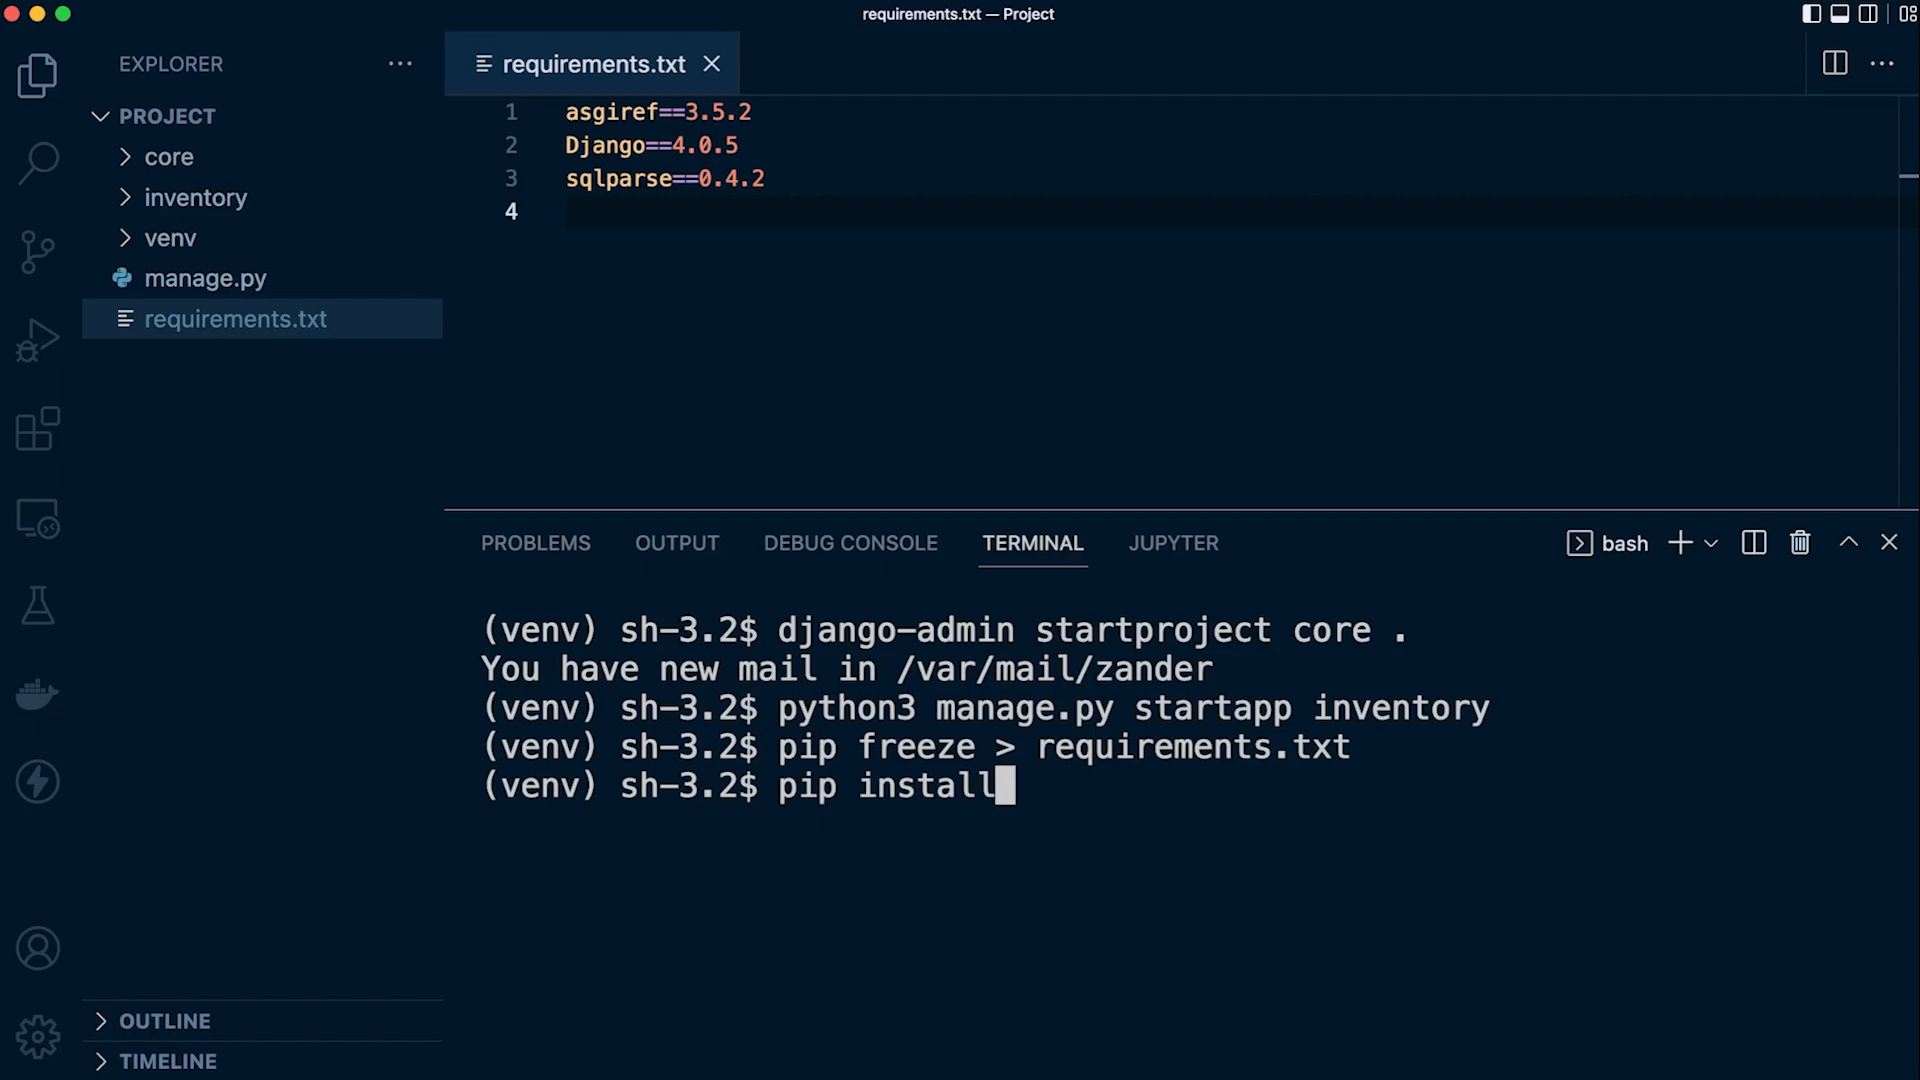 requirements.txt — Project
EXPLORER
PROJECT
core
inventory
venv
manage.py
requirements.txt
OUTLINE
TIMELINE
requirements.txt
1 asgiref==3.5.2
2 Django==4.0.5
3 sqlparse==0.4.2
4
PROBLEMS OUTPUT DEBUG CONSOLE TERMINAL JUPYTER bash
(venv) sh-3.2$ django-admin startproject core .
You have new mail in /var/mail/zander
(venv) sh-3.2$ python3 manage.py startapp inventory
(venv) sh-3.2$ pip freeze > requirements.txt
(venv) sh-3.2$ pip install